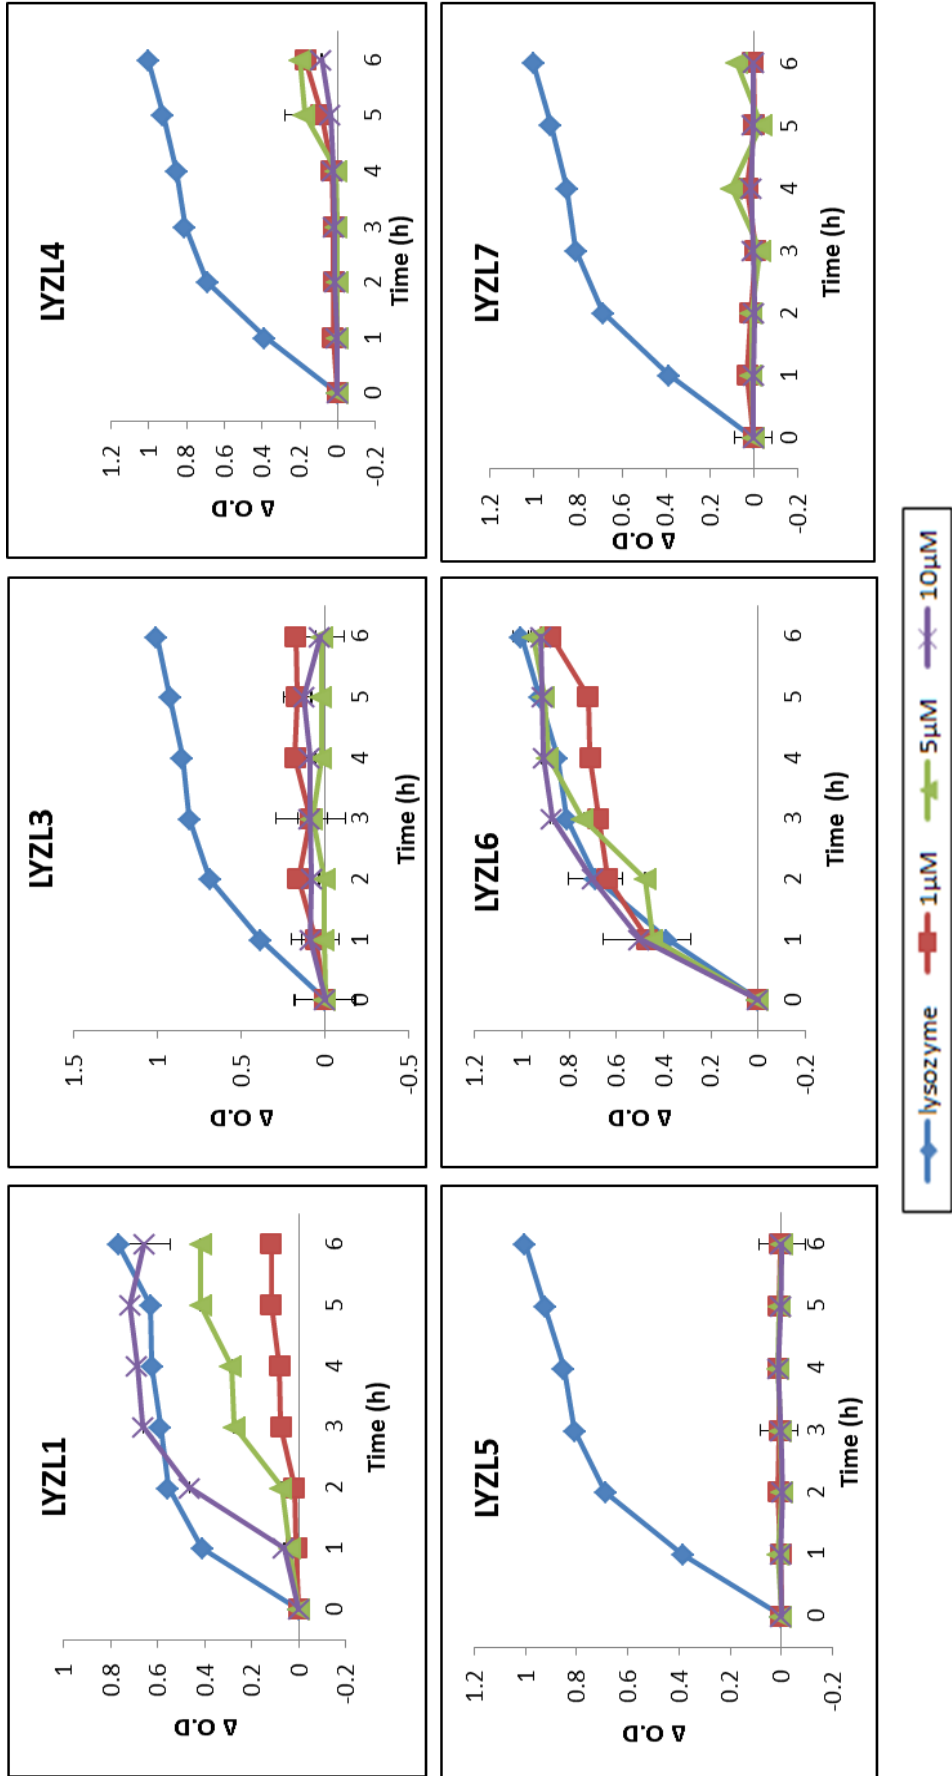 LYZL1
1
0.8
0.6
0.4
0.2
0
-0.2
Δ O.D
0 1 2 3 4 5 6
Time (h)
LYZL3
1.5
1
0.5
0
-0.5
Δ O.D
0 1 2 3 4 5 6
Time (h)
LYZL4
1.2
1
0.8
0.6
0.4
0.2
0
-0.2
Δ O.D
0 1 2 3 4 5 6
Time (h)
LYZL5
1.2
1
0.8
0.6
0.4
0.2
0
-0.2
Δ O.D
0 1 2 3 4 5 6
Time (h)
LYZL6
1.2
1
0.8
0.6
0.4
0.2
0
-0.2
Δ O.D
0 1 2 3 4 5 6
Time (h)
LYZL7
1.2
1
0.8
0.6
0.4
0.2
0
-0.2
Δ O.D
0 1 2 3 4 5 6
Time (h)
lysozyme 1µM 5µM 10µM